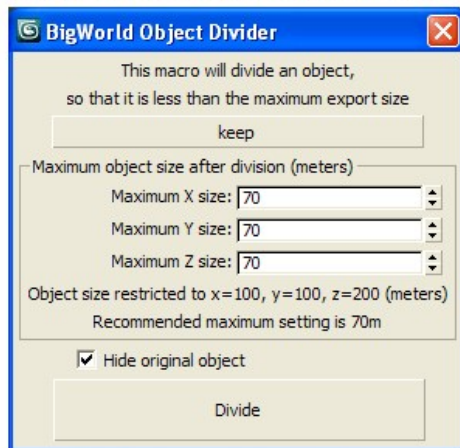 BigWorld Object Divider
This macro will divide an object,
so that it is less than the maximum export size
keep
Maximum object size after division (meters)
Maximum X size: 70
Maximum Y size: 70
Maximum Z size: 70
Object size restricted to x=100, y=100, z=200 (meters)
Recommended maximum setting is 70m
Hide original object
Divide